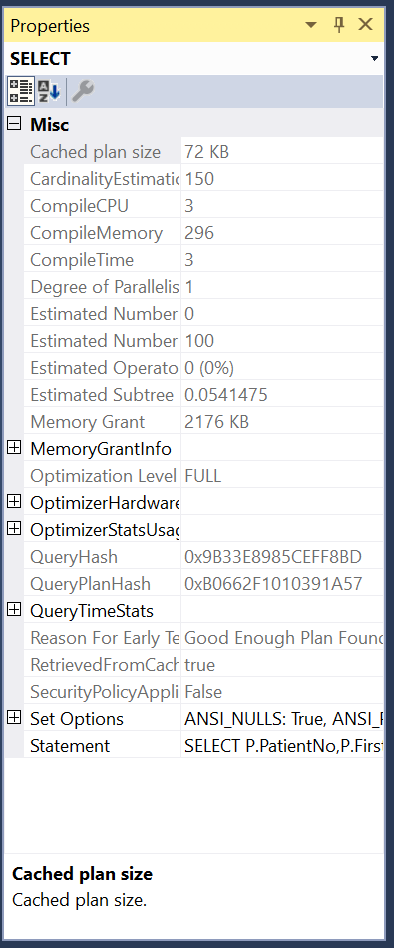 Properties
SELECT
Misc
Cached plan size 72 KB
CardinalityEstimatic 150
CompileCPU 3
CompileMemory 296
CompileTime 3
Degree of Parallelis 1
Estimated Number 0
Estimated Number 100
Estimated Operato 0 (0%)
Estimated Subtree 0.0541475
Memory Grant 2176 KB
MemoryGrantInfo
Optimization Level FULL
OptimizerHardware
OptimizerStatsUsag
QueryHash 0x9B33E8985CEFF8BD
QueryPlanHash 0xB0662F1010391A57
QueryTimeStats
Reason For Early Te Good Enough Plan Found
RetrievedFromCach true
SecurityPolicyAppli False
Set Options ANSI_NULLS: True, ANSI_P
Statement SELECT P.PatientNo,P.First
Cached plan size
Cached plan size.